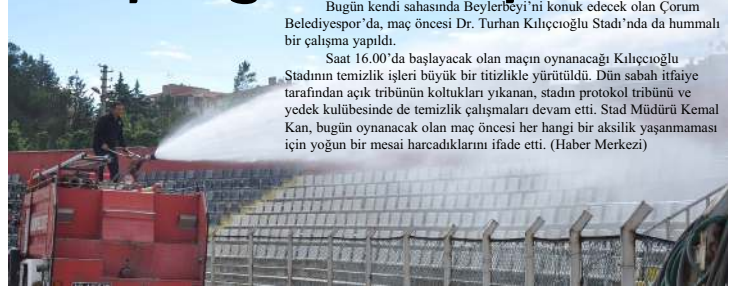 Bugün kendi sahasında Beylerbeyi'ni konuk edecek olan Çorum
Belediyespor'da, maç öncesi Dr. Turhan Kılıçcıoğlu Stadı'nda da hummalı
bir çalışma yapıldı.
Saat 16.00'da başlayacak olan maçın oynanacağı Kılıçcıoğlu
Stadının temizlik işleri büyük bir titizlikle yürütüldü. Dün sabah itfaiye
tarafından açık tribünün koltukları yıkanan, stadın protokol tribünü ve
yedek kulübesinde de temizlik çalışmaları devam etti. Stad Müdürü Kemal
Kan, bugün oynanacak olan maç öncesi her hangi bir aksilik yaşanmaması
için yoğun bir mesai harcadıklarını ifade etti. (Haber Merkezi)